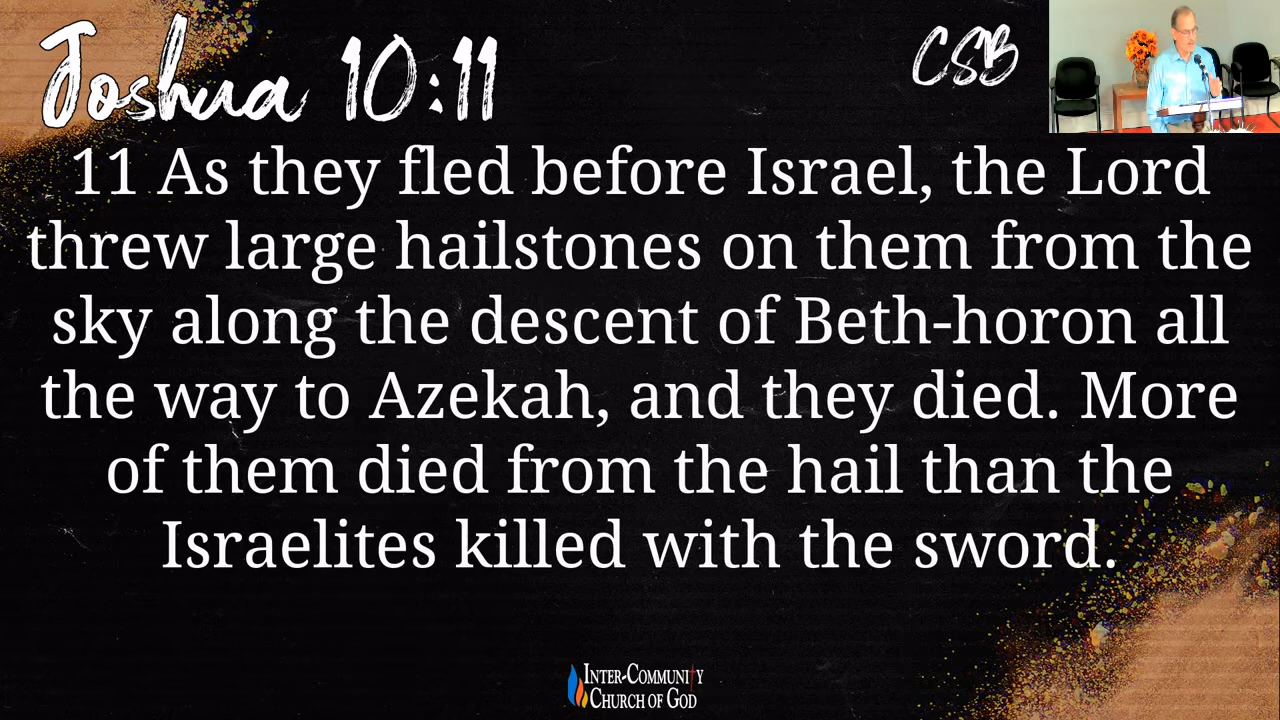 Joshua 10:11
CSB
11 As they fled before Israel, the Lord
threw large hailstones on them from the
sky along the descent of Beth-horon all
the way to Azekah, and they died. More
of them died from the hail than the
Israelites killed with the sword.
Inter-Community
Church of God